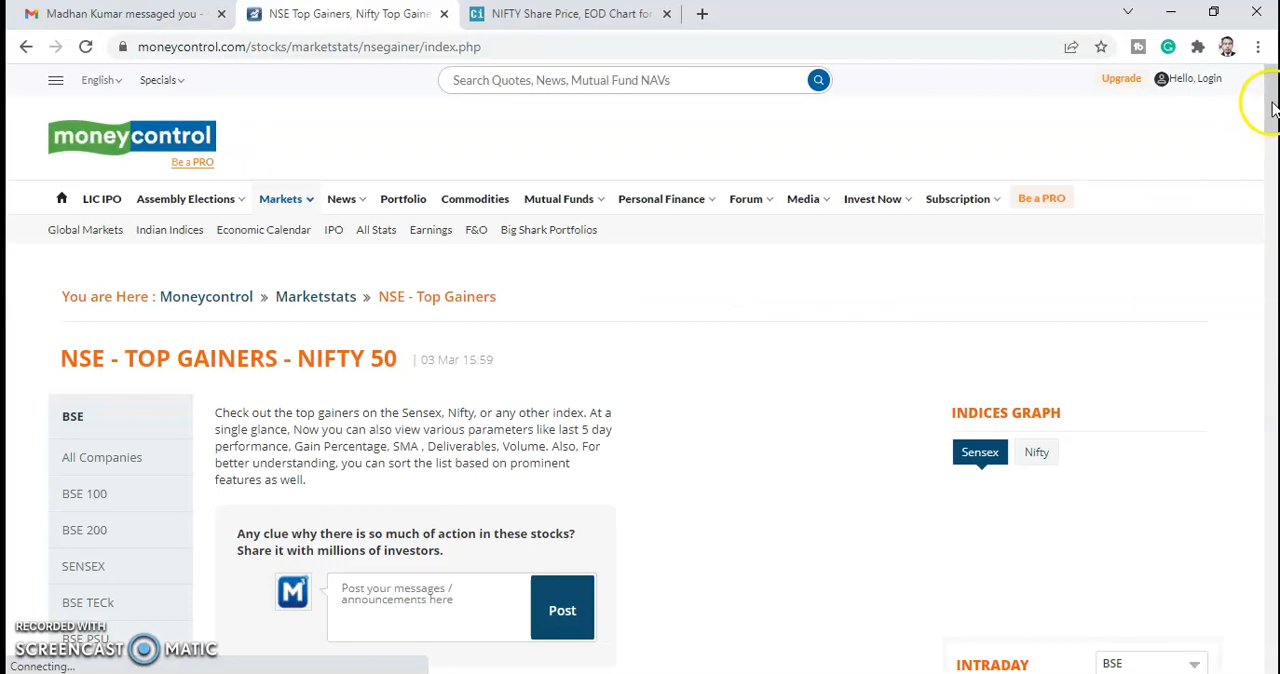 Madhan Kumar messaged you -
NSE Top Gainers, Nifty Top Gaine
NIFTY Share Price, EOD Chart for
moneycontrol.com/stocks/marketstats/nsegainer/index.php
English Specials Search Quotes, News, Mutual Fund NAVs Upgrade Hello, Login
moneycontrol
Be a PRO
LIC IPO Assembly Elections Markets News Portfolio Commodities Mutual Funds Personal Finance Forum Media Invest Now Subscription Be a PRO
Global Markets Indian Indices Economic Calendar IPO All Stats Earnings F&O Big Shark Portfolios
You are Here : Moneycontrol » Marketstats » NSE - Top Gainers
NSE - TOP GAINERS - NIFTY 50 | 03 Mar 15:59
BSE
All Companies
BSE 100
BSE 200
SENSEX
BSE TECk
BSE PSU
Check out the top gainers on the Sensex, Nifty, or any other index. At a
single glance, Now you can also view various parameters like last 5 day
performance, Gain Percentage, SMA , Deliverables, Volume. Also, For
better understanding, you can sort the list based on prominent
features as well.
Any clue why there is so much of action in these stocks?
Share it with millions of investors.
M
Post your messages /
announcements here
Post
INDICES GRAPH
Sensex Nifty
INTRADAY BSE
RECORDED WITH
SCREENCAST MATIC
Connecting...